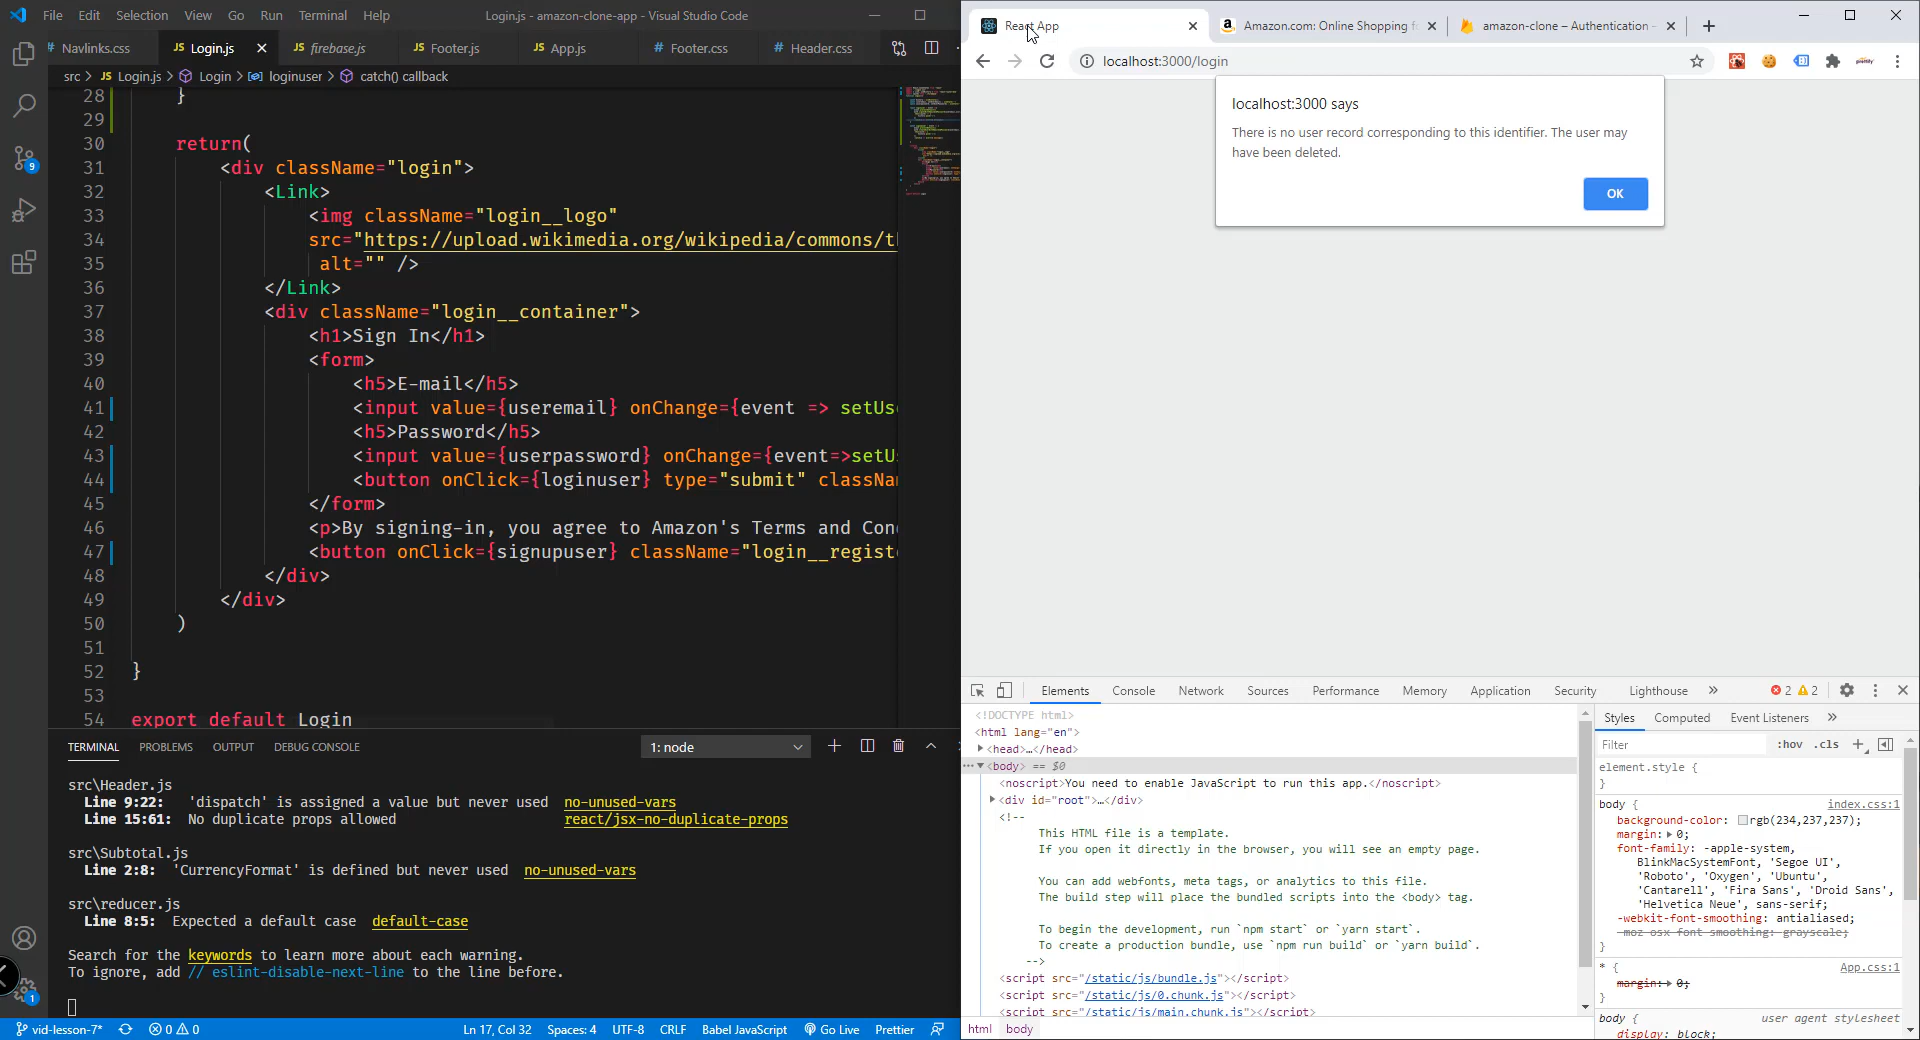 File Edit Selection View Go Run Terminal Help
Login.js - amazon-clone-app - Visual Studio Code
Navlinks.css JS Login.js JS firebase.js JS Footer.js JS App.js # Footer.css # Header.css
src > JS Login.js > Login > loginuser > catch() callback
28 }
29
30 return(
31 <div className="login">
32 <Link>
33 <img className="login__logo"
34 src="https://upload.wikimedia.org/wikipedia/commons/t
35 alt="" />
36 </Link>
37 <div className="login__container">
38 <h1>Sign In</h1>
39 <form>
40 <h5>E-mail</h5>
41 <input value={useremail} onChange={event => setUs
42 <h5>Password</h5>
43 <input value={userpassword} onChange={event=>setU
44 <button onClick={loginuser} type="submit" classNa
45 </form>
46 <p>By signing-in, you agree to Amazon's Terms and Con
47 <button onClick={signupuser} className="login__regist
48 </div>
49 </div>
50 )
51
52 }
53
54 export default Login
TERMINAL PROBLEMS OUTPUT DEBUG CONSOLE 1: node
src\Header.js
Line 9:22: 'dispatch' is assigned a value but never used no-unused-vars
Line 15:61: No duplicate props allowed react/jsx-no-duplicate-props
src\Subtotal.js
Line 2:8: 'CurrencyFormat' is defined but never used no-unused-vars
src\reducer.js
Line 8:5: Expected a default case default-case
Search for the keywords to learn more about each warning.
To ignore, add // eslint-disable-next-line to the line before.
9
1
vid-lesson-7* 0 0 Ln 17, Col 32 Spaces: 4 UTF-8 CRLF Babel JavaScript Go Live Prettier
React App Amazon.com: Online Shopping f amazon-clone – Authentication –
localhost:3000/login
localhost:3000 says
There is no user record corresponding to this identifier. The user may
have been deleted.
OK
Elements Console Network Sources Performance Memory Application Security Lighthouse » 2 2
<!DOCTYPE html>
<html lang="en">
<head>…</head>
<body> == $0
<noscript>You need to enable JavaScript to run this app.</noscript>
<div id="root">…</div>
<!--
This HTML file is a template.
If you open it directly in the browser, you will see an empty page.
You can add webfonts, meta tags, or analytics to this file.
The build step will place the bundled scripts into the <body> tag.
To begin the development, run `npm start` or `yarn start`.
To create a production bundle, use `npm run build` or `yarn build`.
-->
<script src="/static/js/bundle.js"></script>
<script src="/static/js/0.chunk.js"></script>
<script src="/static/js/main.chunk.js"></script>
html body
Styles Computed Event Listeners »
Filter :hov .cls +
element.style {
}
body { index.css:1
background-color: rgb(234,237,237);
margin: 0;
font-family: -apple-system,
BlinkMacSystemFont, 'Segoe UI',
'Roboto', 'Oxygen', 'Ubuntu',
'Cantarell', 'Fira Sans', 'Droid Sans',
'Helvetica Neue', sans-serif;
-webkit-font-smoothing: antialiased;
-moz-osx-font-smoothing: grayscale;
}
* { App.css:1
margin: 0;
}
body { user agent stylesheet
display: block;